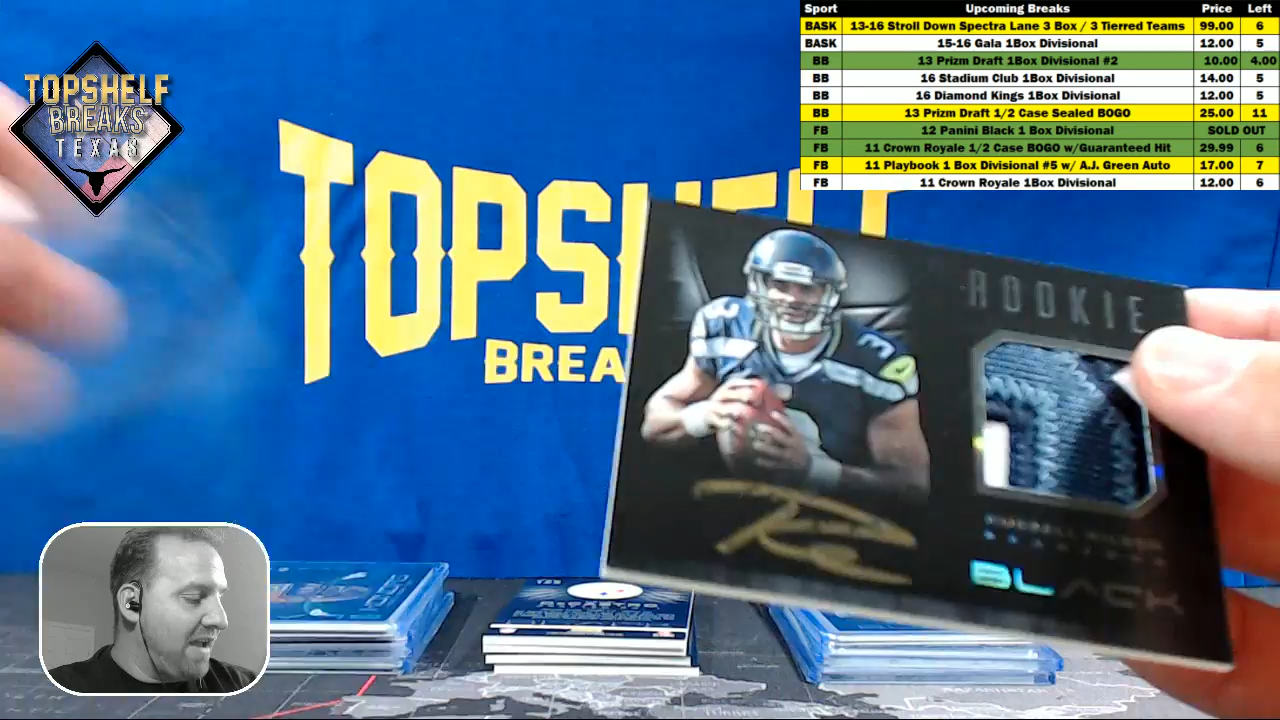 Sport Upcoming Breaks Price Left
BASK 13-16 Stroll Down Spectra Lane 3 Box / 3 Tierred Teams 99.00 6
BASK 15-16 Gala 1Box Divisional 12.00 5
BB 13 Prizm Draft 1Box Divisional #2 10.00 4.00
BB 16 Stadium Club 1Box Divisional 14.00 5
BB 16 Diamond Kings 1Box Divisional 12.00 5
BB 13 Prizm Draft 1/2 Case Sealed BOGO 25.00 11
FB 12 Panini Black 1 Box Divisional SOLD OUT
FB 11 Crown Royale 1/2 Case BOGO w/Guaranteed Hit 29.99 6
FB 11 Playbook 1 Box Divisional #5 w/ A.J. Green Auto 17.00 7
FB 11 Crown Royale 1Box Divisional 12.00 6
TOPSHELF
BREAKS
TEXAS
TOPSHELF
BREA
ROOKIE
3
3
BLACK